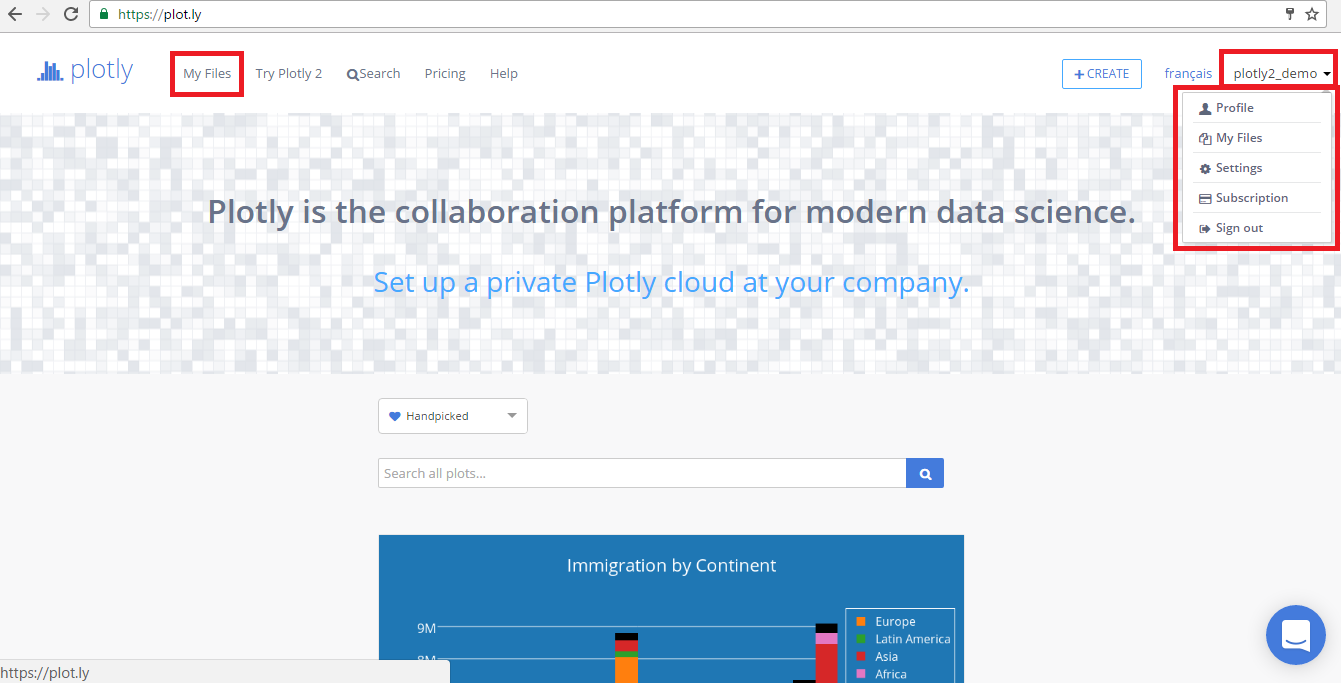 https://plot.ly
plotly
My Files
Try Plotly 2
Search
Pricing
Help
+CREATE
français
plotly2_demo
Profile
My Files
Settings
Subscription
Sign out
Plotly is the collaboration platform for modern data science.
Set up a private Plotly cloud at your company.
Handpicked
Search all plots...
Immigration by Continent
9M
8M
Europe
Latin America
Asia
Africa
https://plot.ly